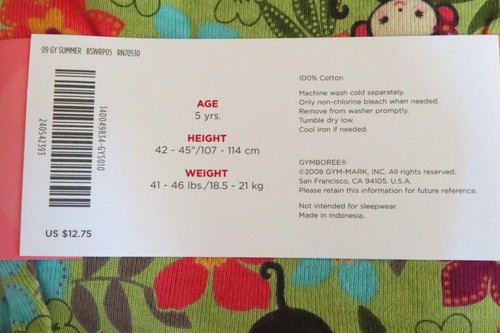 09 GY SUMMER BSWRP05 RN70530
240542393
140049834-GYS010
US $12.75
AGE
5 yrs.
HEIGHT
42 - 45"/107 - 114 cm
WEIGHT
41 - 46 lbs./18.5 - 21 kg
100% Cotton
Machine wash cold separately.
Only non-chlorine bleach when needed.
Remove from washer promptly.
Tumble dry low.
Cool iron if needed.
GYMBOREE®
©2008 GYM-MARK, INC. All rights reserved.
San Francisco, CA 94105. U.S.A.
Please retain this information for future reference.
Not intended for sleepwear.
Made in Indonesia.